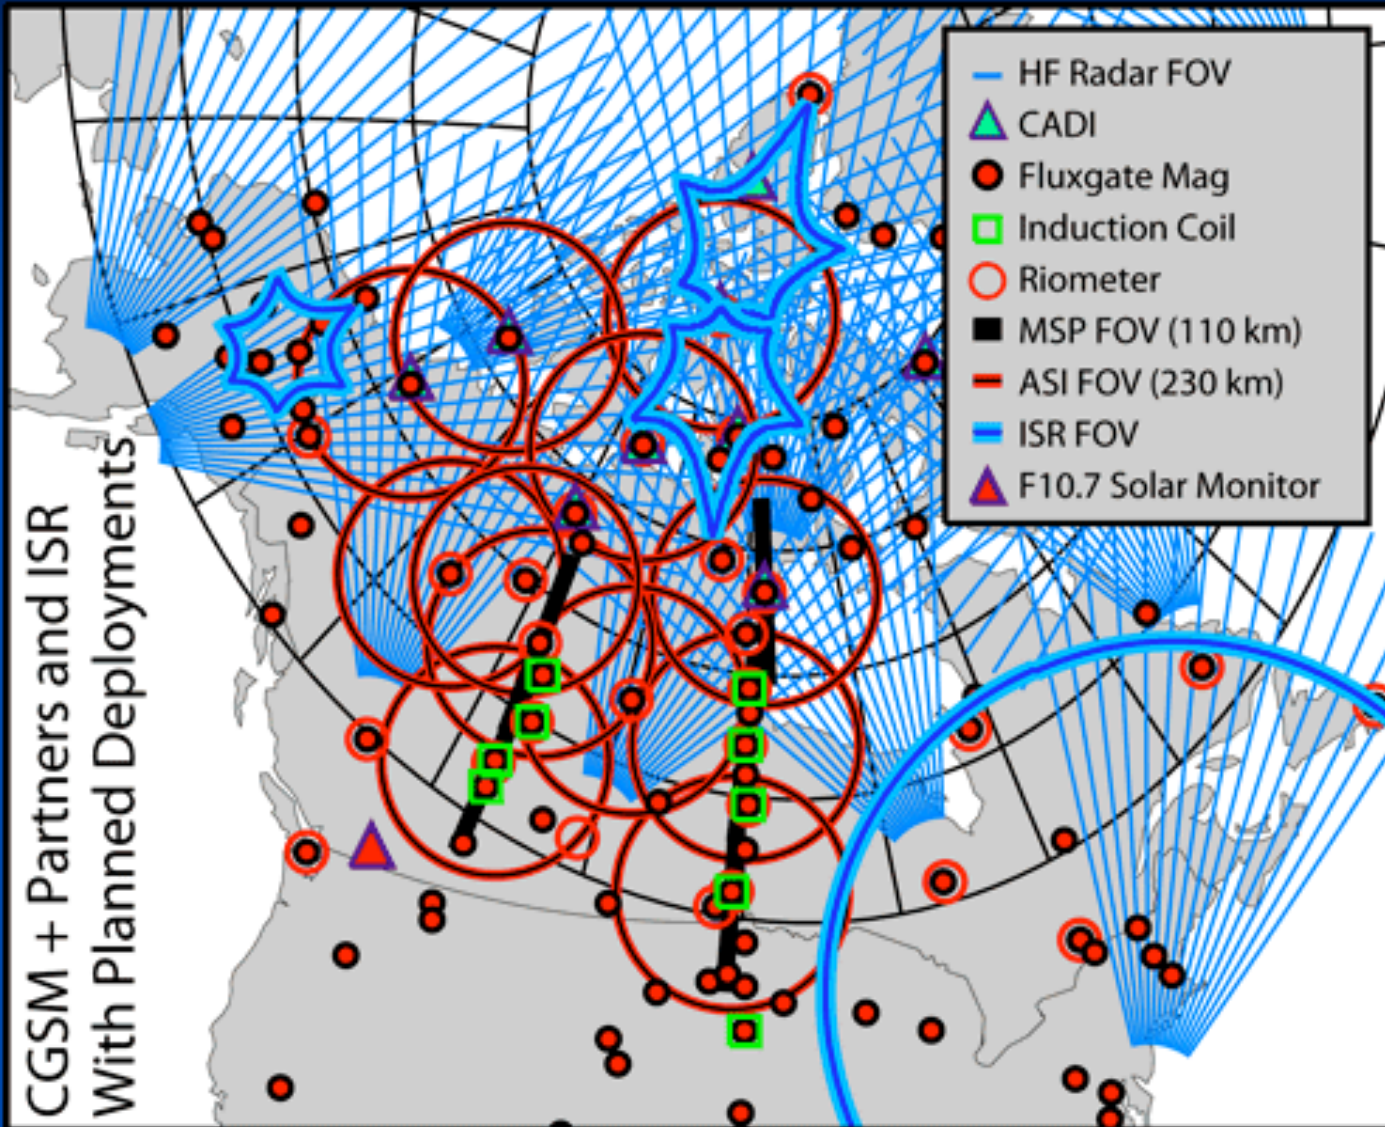 CGSM + Partners and ISR
With Planned Deployments
HF Radar FOV
CADI
Fluxgate Mag
Induction Coil
Riometer
MSP FOV (110 km)
ASI FOV (230 km)
ISR FOV
F10.7 Solar Monitor